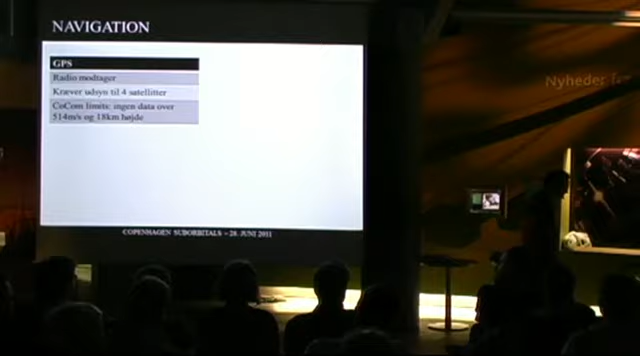 NAVIGATION
GPS
Radio modtager
Kræver udsyn til 4 satellitter
CoCom limits: ingen data over
514m/s og 18km højde
COPENHAGEN SUBORBITALS – 28. JUNI 2011
Nyheder fr